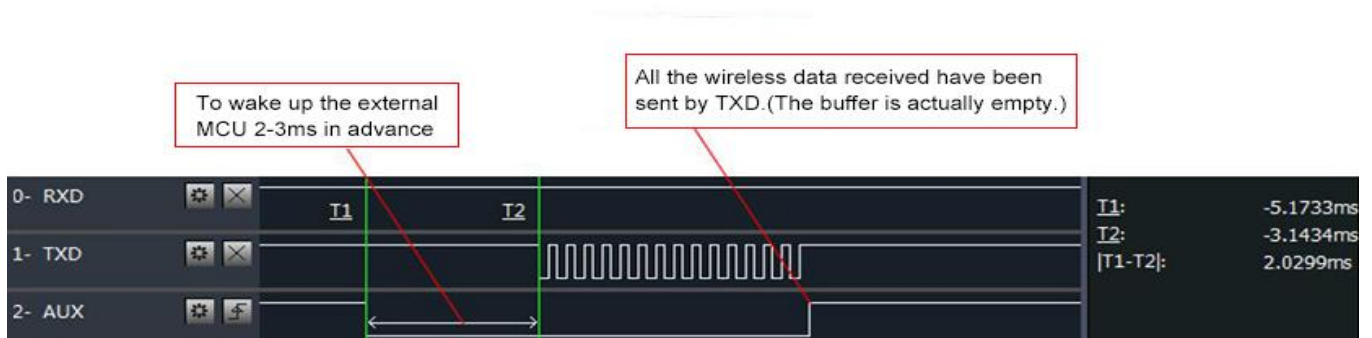 All the wireless data received have been
sent by TXD.(The buffer is actually empty.)
To wake up the external
MCU 2-3ms in advance
0- RXD
T1
T2
1- TXD
2- AUX
T1:
-5.1733ms
T2:
-3.1434ms
|T1-T2|:
2.0299ms